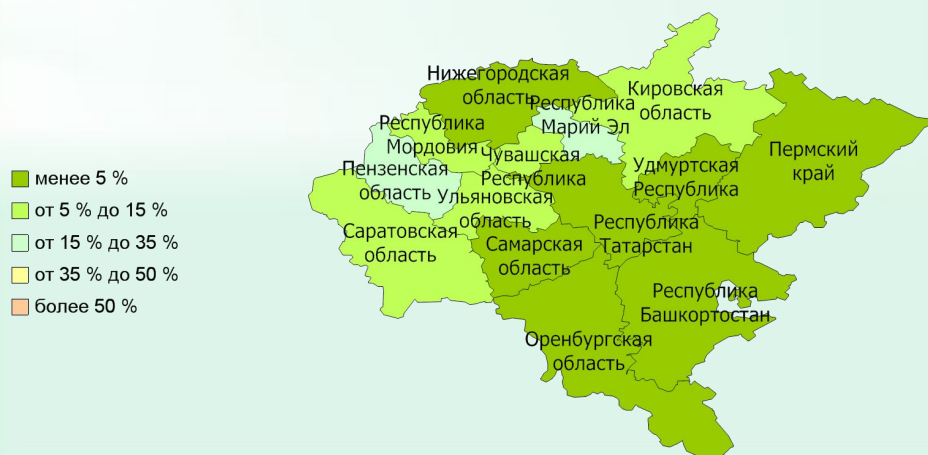 менее 5 %
от 5 % до 15 %
от 15 % до 35 %
от 35 % до 50 %
более 50 %
Нижегородская
область
Республика
Марий Эл
Кировская
область
Республика
Мордовия
Чувашская
Республика
Удмуртская
Республика
Пермский
край
Пензенская
область
Ульяновская
область
Саратовская
область
Самарская
область
Республика
Татарстан
Республика
Башкортостан
Оренбургская
область